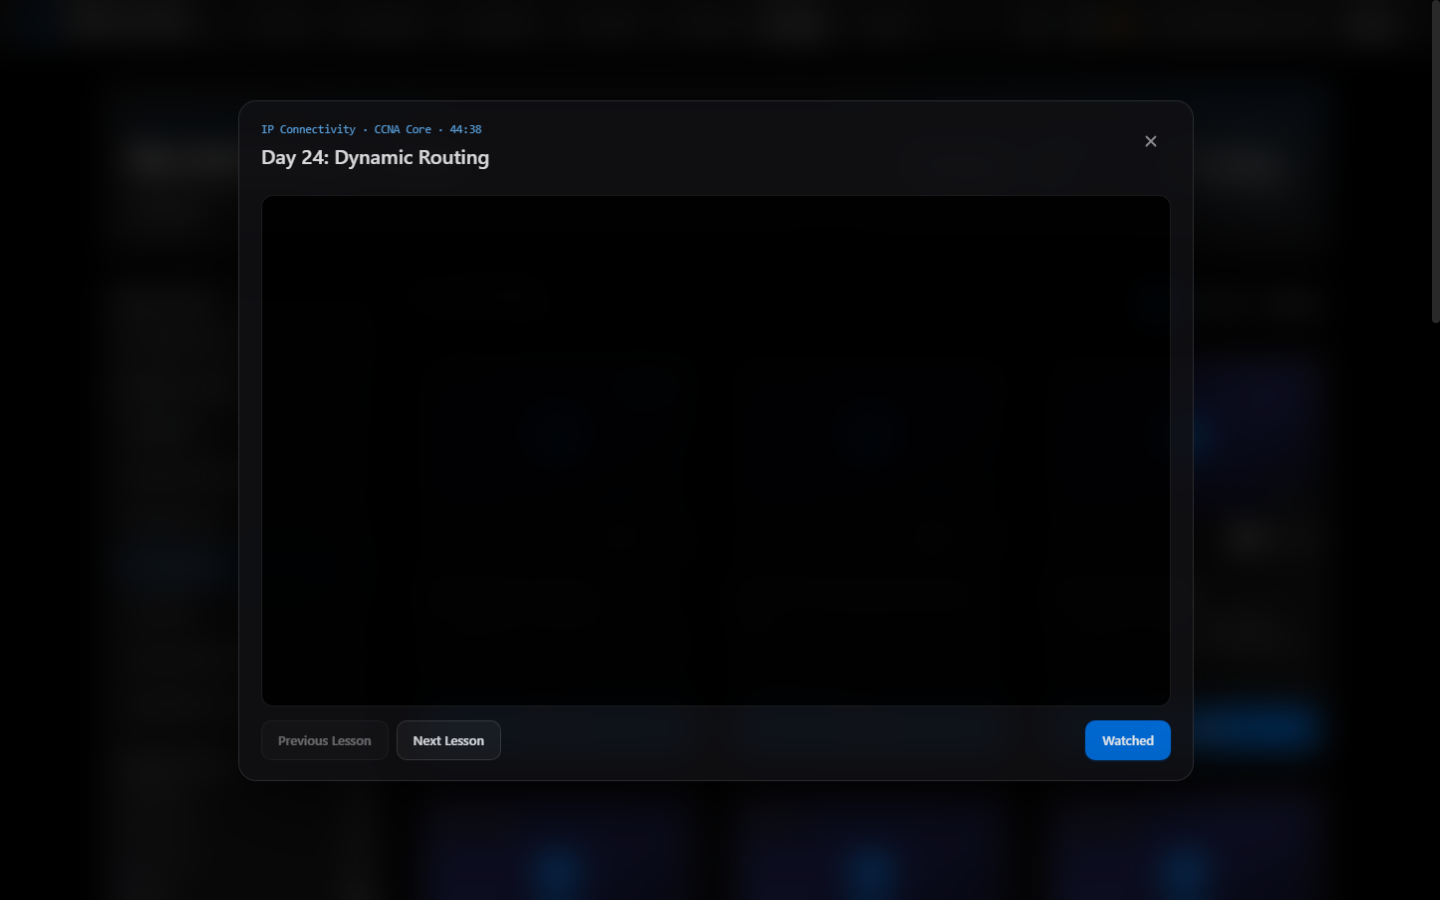 IP Connectivity · CCNA Core · 44:38
Day 24: Dynamic Routing
Previous Lesson
Next Lesson
Watched